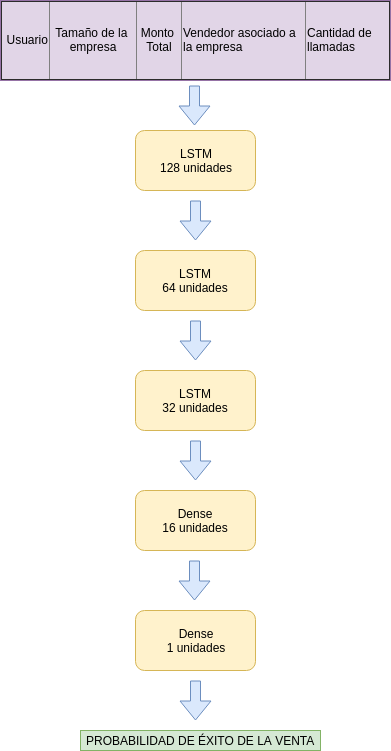 Usuario
Tamaño de la
empresa
Monto
Total
Vendedor asociado a
la empresa
Cantidad de
llamadas
LSTM
128 unidades
LSTM
64 unidades
LSTM
32 unidades
Dense
16 unidades
Dense
1 unidades
PROBABILIDAD DE ÉXITO DE LA VENTA